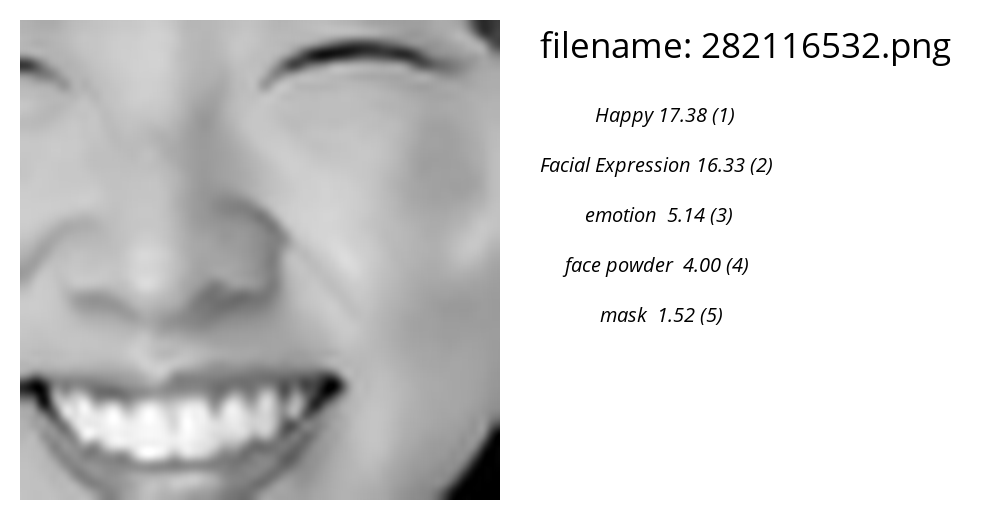 filename: 282116532.png
Happy 17.38 (1)
Facial Expression 16.33 (2)
emotion  5.14 (3)
face powder  4.00 (4)
mask  1.52 (5)